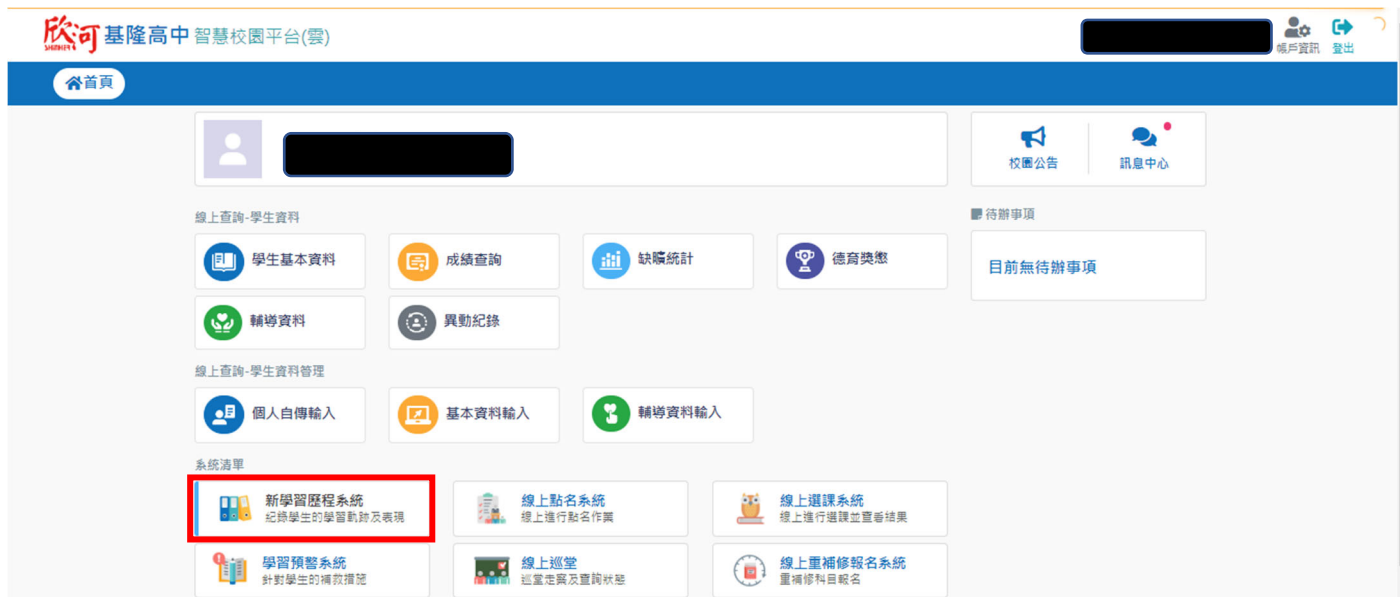 欣河 SHINHER 基隆高中 智慧校園平台(雲)
帳戶資訊 登出
首頁
校園公告 訊息中心
線上查詢-學生資料
待辦事項
學生基本資料 成績查詢 缺曠統計 德育獎懲
目前無待辦事項
輔導資料 異動紀錄
線上查詢-學生資料管理
個人自傳輸入 基本資料輸入 輔導資料輸入
系統清單
新學習歷程系統 線上點名系統 線上選課系統
紀錄學生的學習軌跡及表現 線上進行點名作業 線上進行選課並查看結果
學習預警系統 線上巡堂 線上重補修報名系統
針對學生的補救措施 巡堂走察及查詢狀態 重補修科目報名